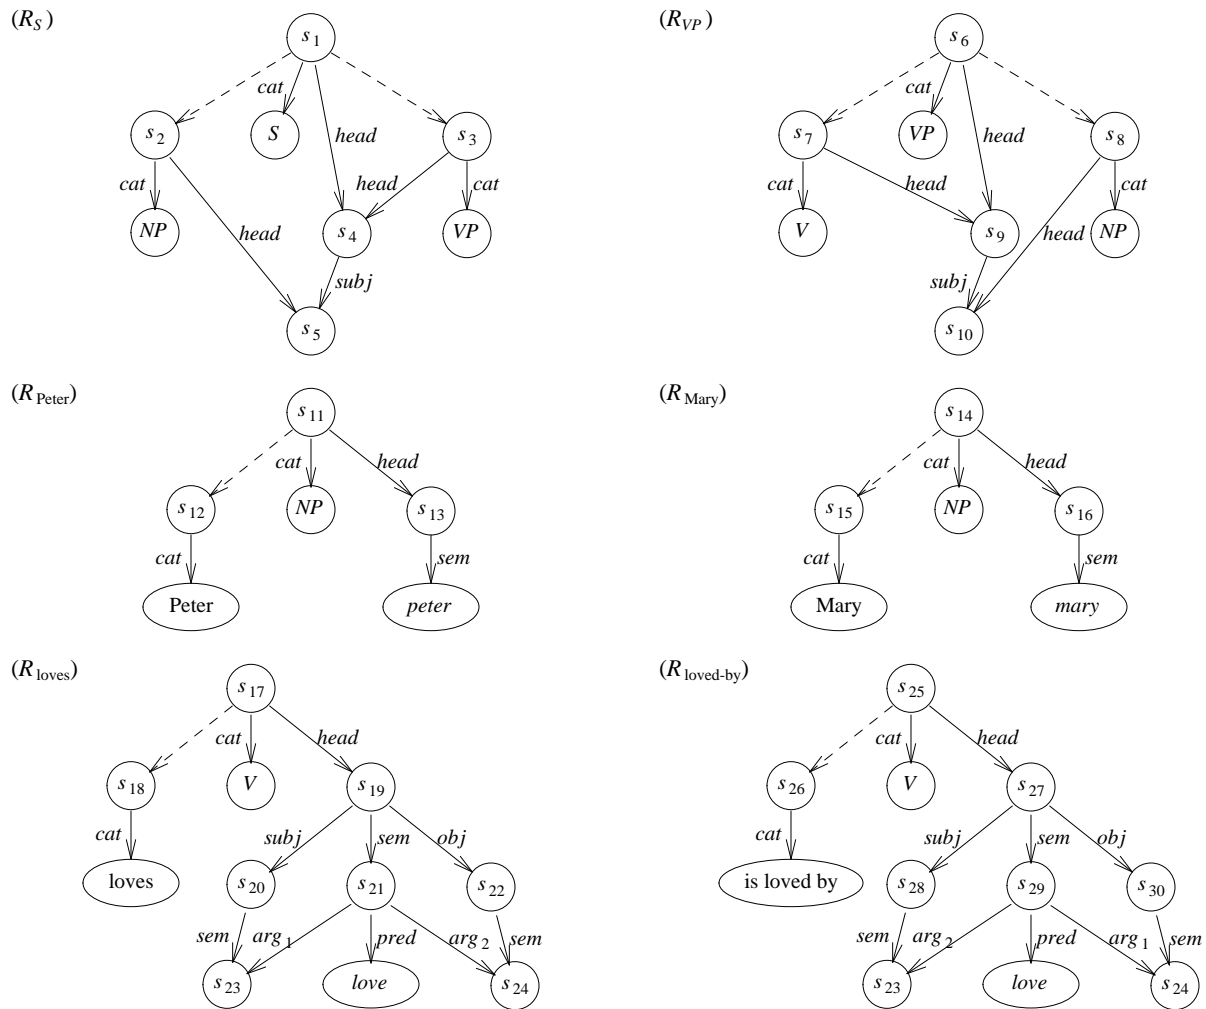 (R_S) (R_VP)
s_1 s_6
cat cat
s_2 S head s_3 s_7 VP head s_8
cat head cat cat head cat
NP head s_4 VP V s_9 head NP
subj subj
s_5 s_10
(R_Peter) (R_Mary)
s_11 s_14
cat head cat head
s_12 NP s_13 s_15 NP s_16
cat sem cat sem
Peter peter Mary mary
(R_loves) (R_loved-by)
s_17 s_25
cat head cat head
s_18 V s_19 s_26 V s_27
cat subj sem obj cat subj sem obj
loves s_20 s_21 s_22 is loved by s_28 s_29 s_30
sem arg_1 pred arg_2 sem sem arg_2 pred arg_1 sem
s_23 love s_24 s_23 love s_24